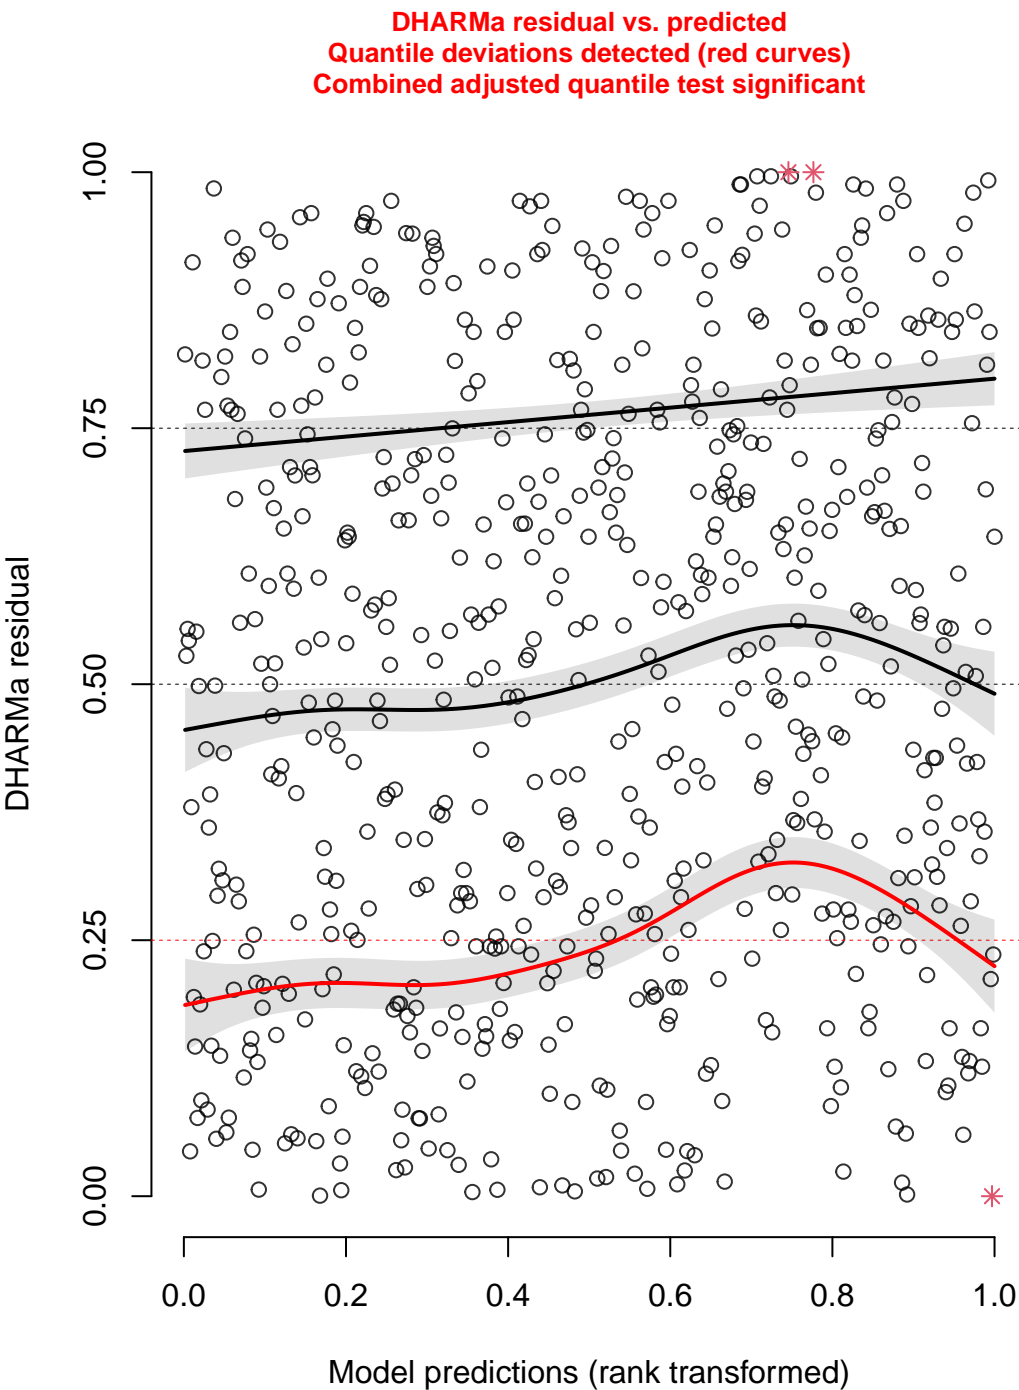 DHARMa residual vs. predicted
Quantile deviations detected (red curves)
Combined adjusted quantile test significant
1.00
0.75
0.50
0.25
0.00
DHARMa residual
0.0 0.2 0.4 0.6 0.8 1.0
Model predictions (rank transformed)